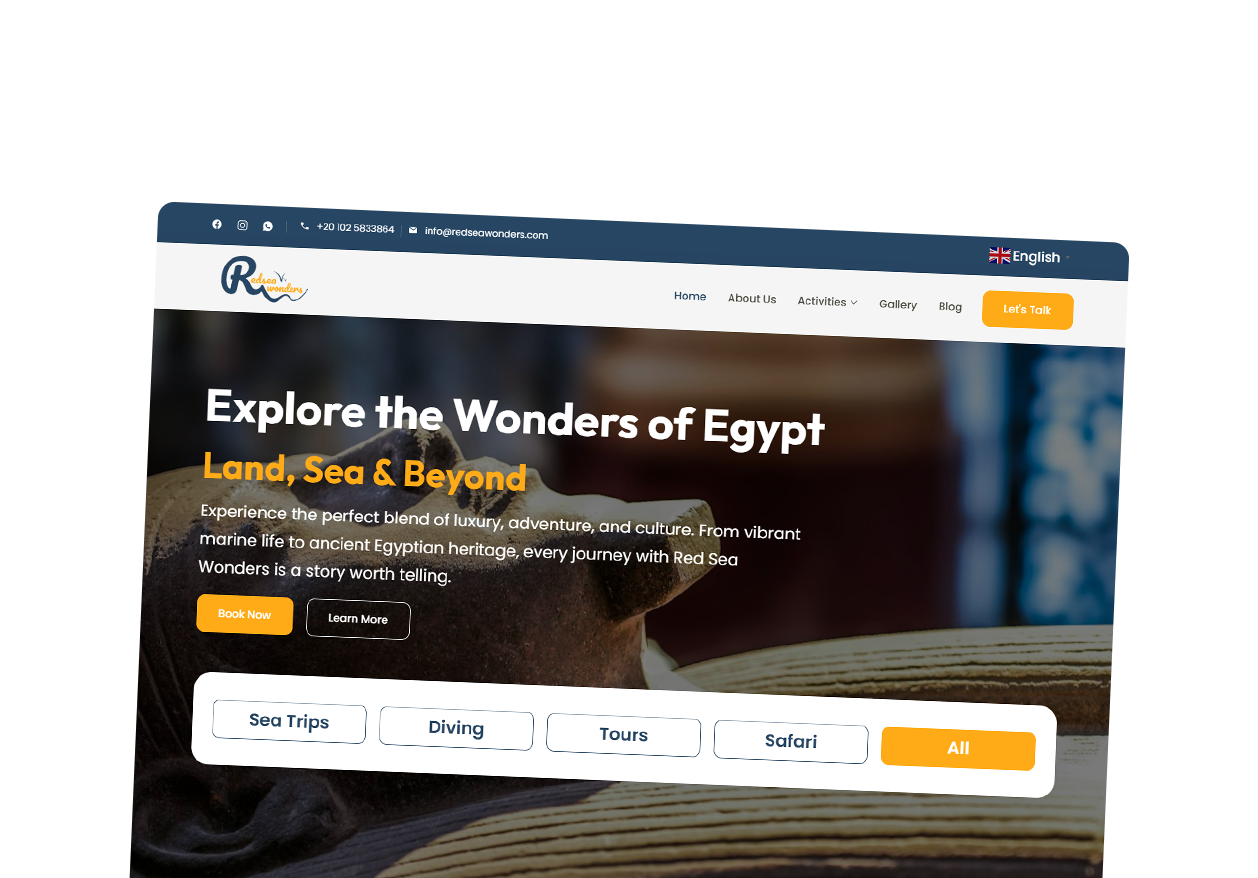 +20 102 5833864
info@redseawonders.com
English
Redsea
wonders
Home
About Us
Activities
Gallery
Blog
Let's Talk
Explore the Wonders of Egypt
Land, Sea & Beyond
Experience the perfect blend of luxury, adventure, and culture. From vibrant
marine life to ancient Egyptian heritage, every journey with Red Sea
Wonders is a story worth telling.
Book Now
Learn More
Sea Trips
Diving
Tours
Safari
All